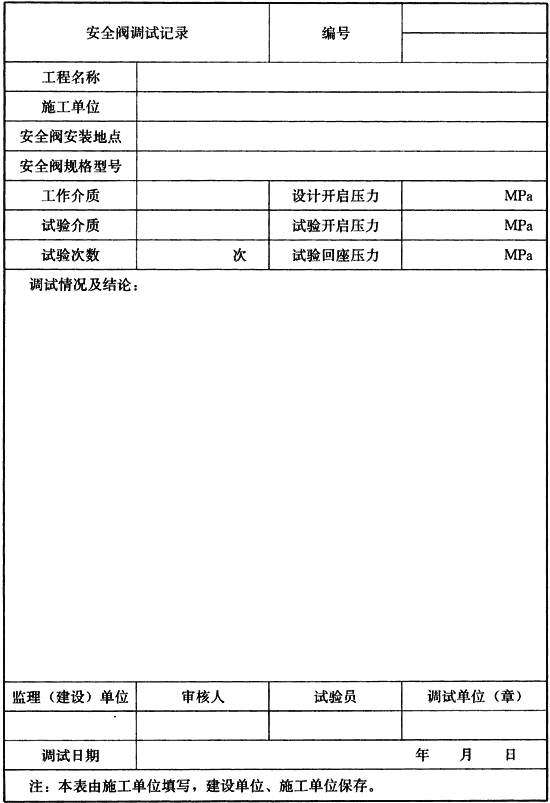 安全阀调试记录 编号
工程名称
施工单位
安全阀安装地点
安全阀规格型号
工作介质 设计开启压力 MPa
试验介质 试验开启压力 MPa
试验次数 次 试验回座压力 MPa
调试情况及结论：
监理（建设）单位 审核人 试验员 调试单位（章）
调试日期 年 月 日
注：本表由施工单位填写，建设单位、施工单位保存。